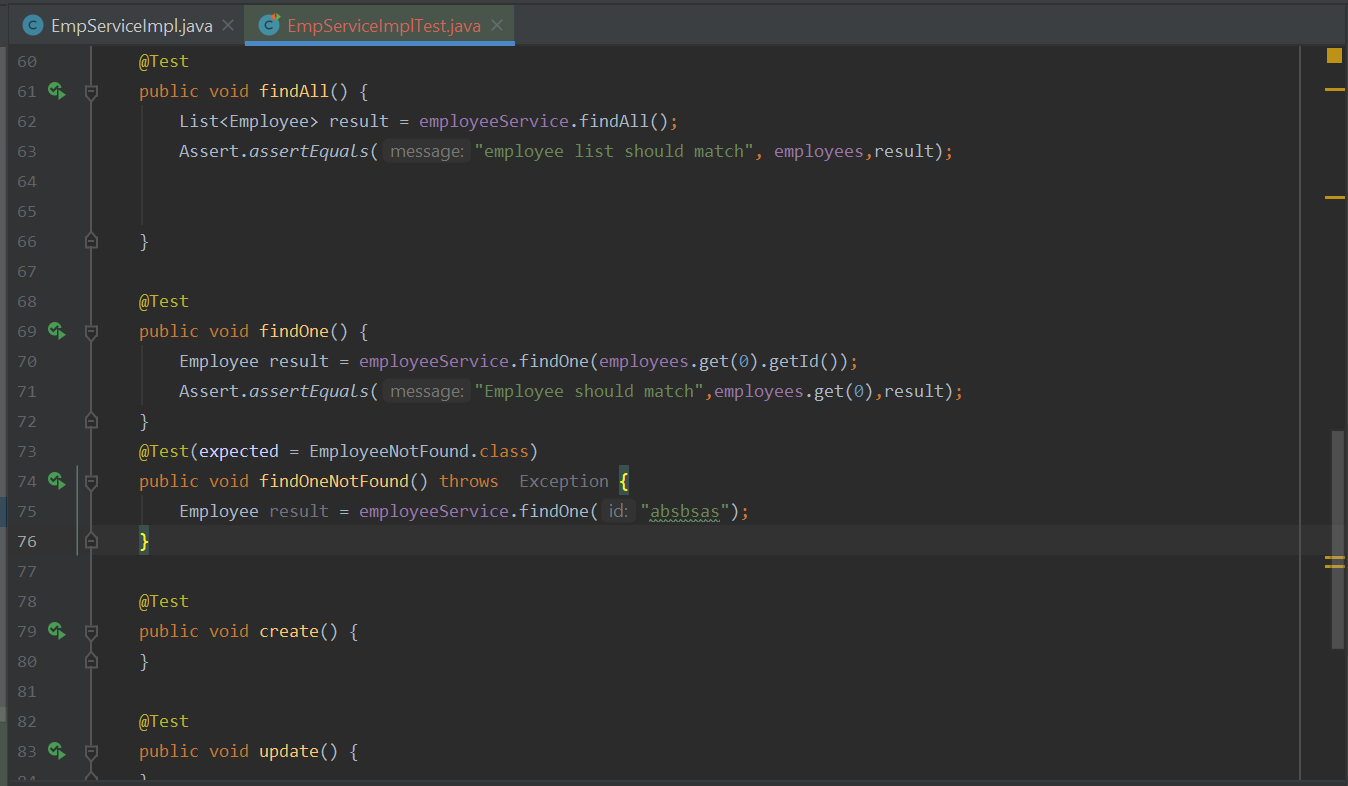 EmpServiceImpl.java EmpServiceImplTest.java
60 @Test
61 public void findAll() {
62 List<Employee> result = employeeService.findAll();
63 Assert.assertEquals( message: "employee list should match", employees,result);
64
65
66 }
67
68 @Test
69 public void findOne() {
70 Employee result = employeeService.findOne(employees.get(0).getId());
71 Assert.assertEquals( message: "Employee should match",employees.get(0),result);
72 }
73 @Test(expected = EmployeeNotFound.class)
74 public void findOneNotFound() throws Exception {
75 Employee result = employeeService.findOne( id: "absbsas");
76 }
77
78 @Test
79 public void create() {
80 }
81
82 @Test
83 public void update() {
84 }